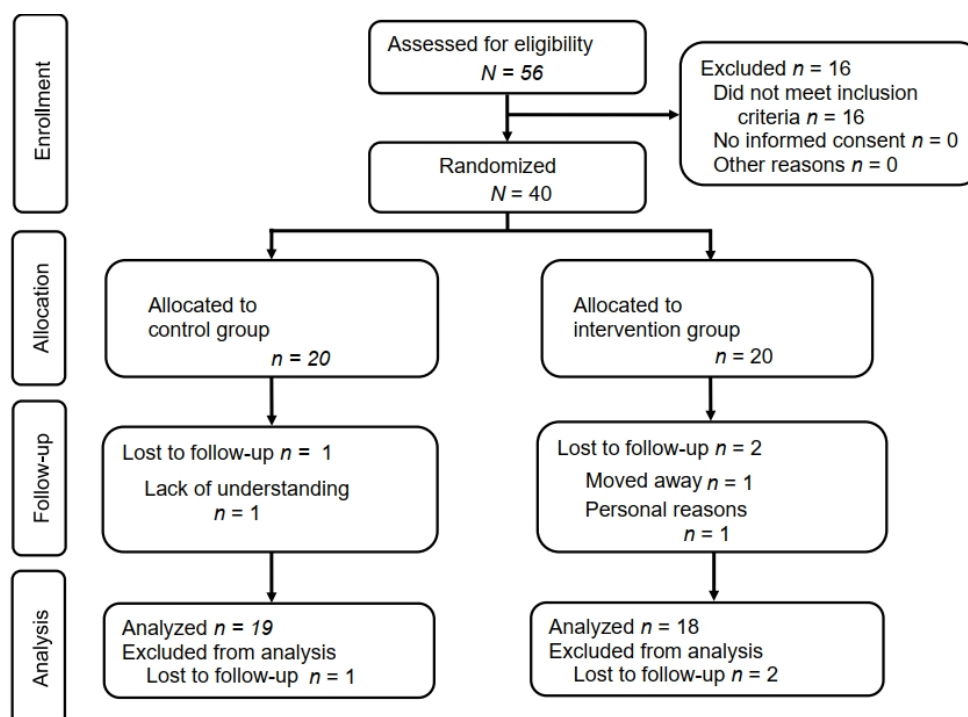 Enrollment
Assessed for eligibility
N = 56
Excluded n = 16
Did not meet inclusion
criteria n = 16
No informed consent n = 0
Other reasons n = 0
Randomized
N = 40
Allocation
Allocated to
control group
n = 20
Allocated to
intervention group
n = 20
Follow-up
Lost to follow-up n = 1
Lack of understanding
n = 1
Lost to follow-up n = 2
Moved away n = 1
Personal reasons
n = 1
Analysis
Analyzed n = 19
Excluded from analysis
Lost to follow-up n = 1
Analyzed n = 18
Excluded from analysis
Lost to follow-up n = 2